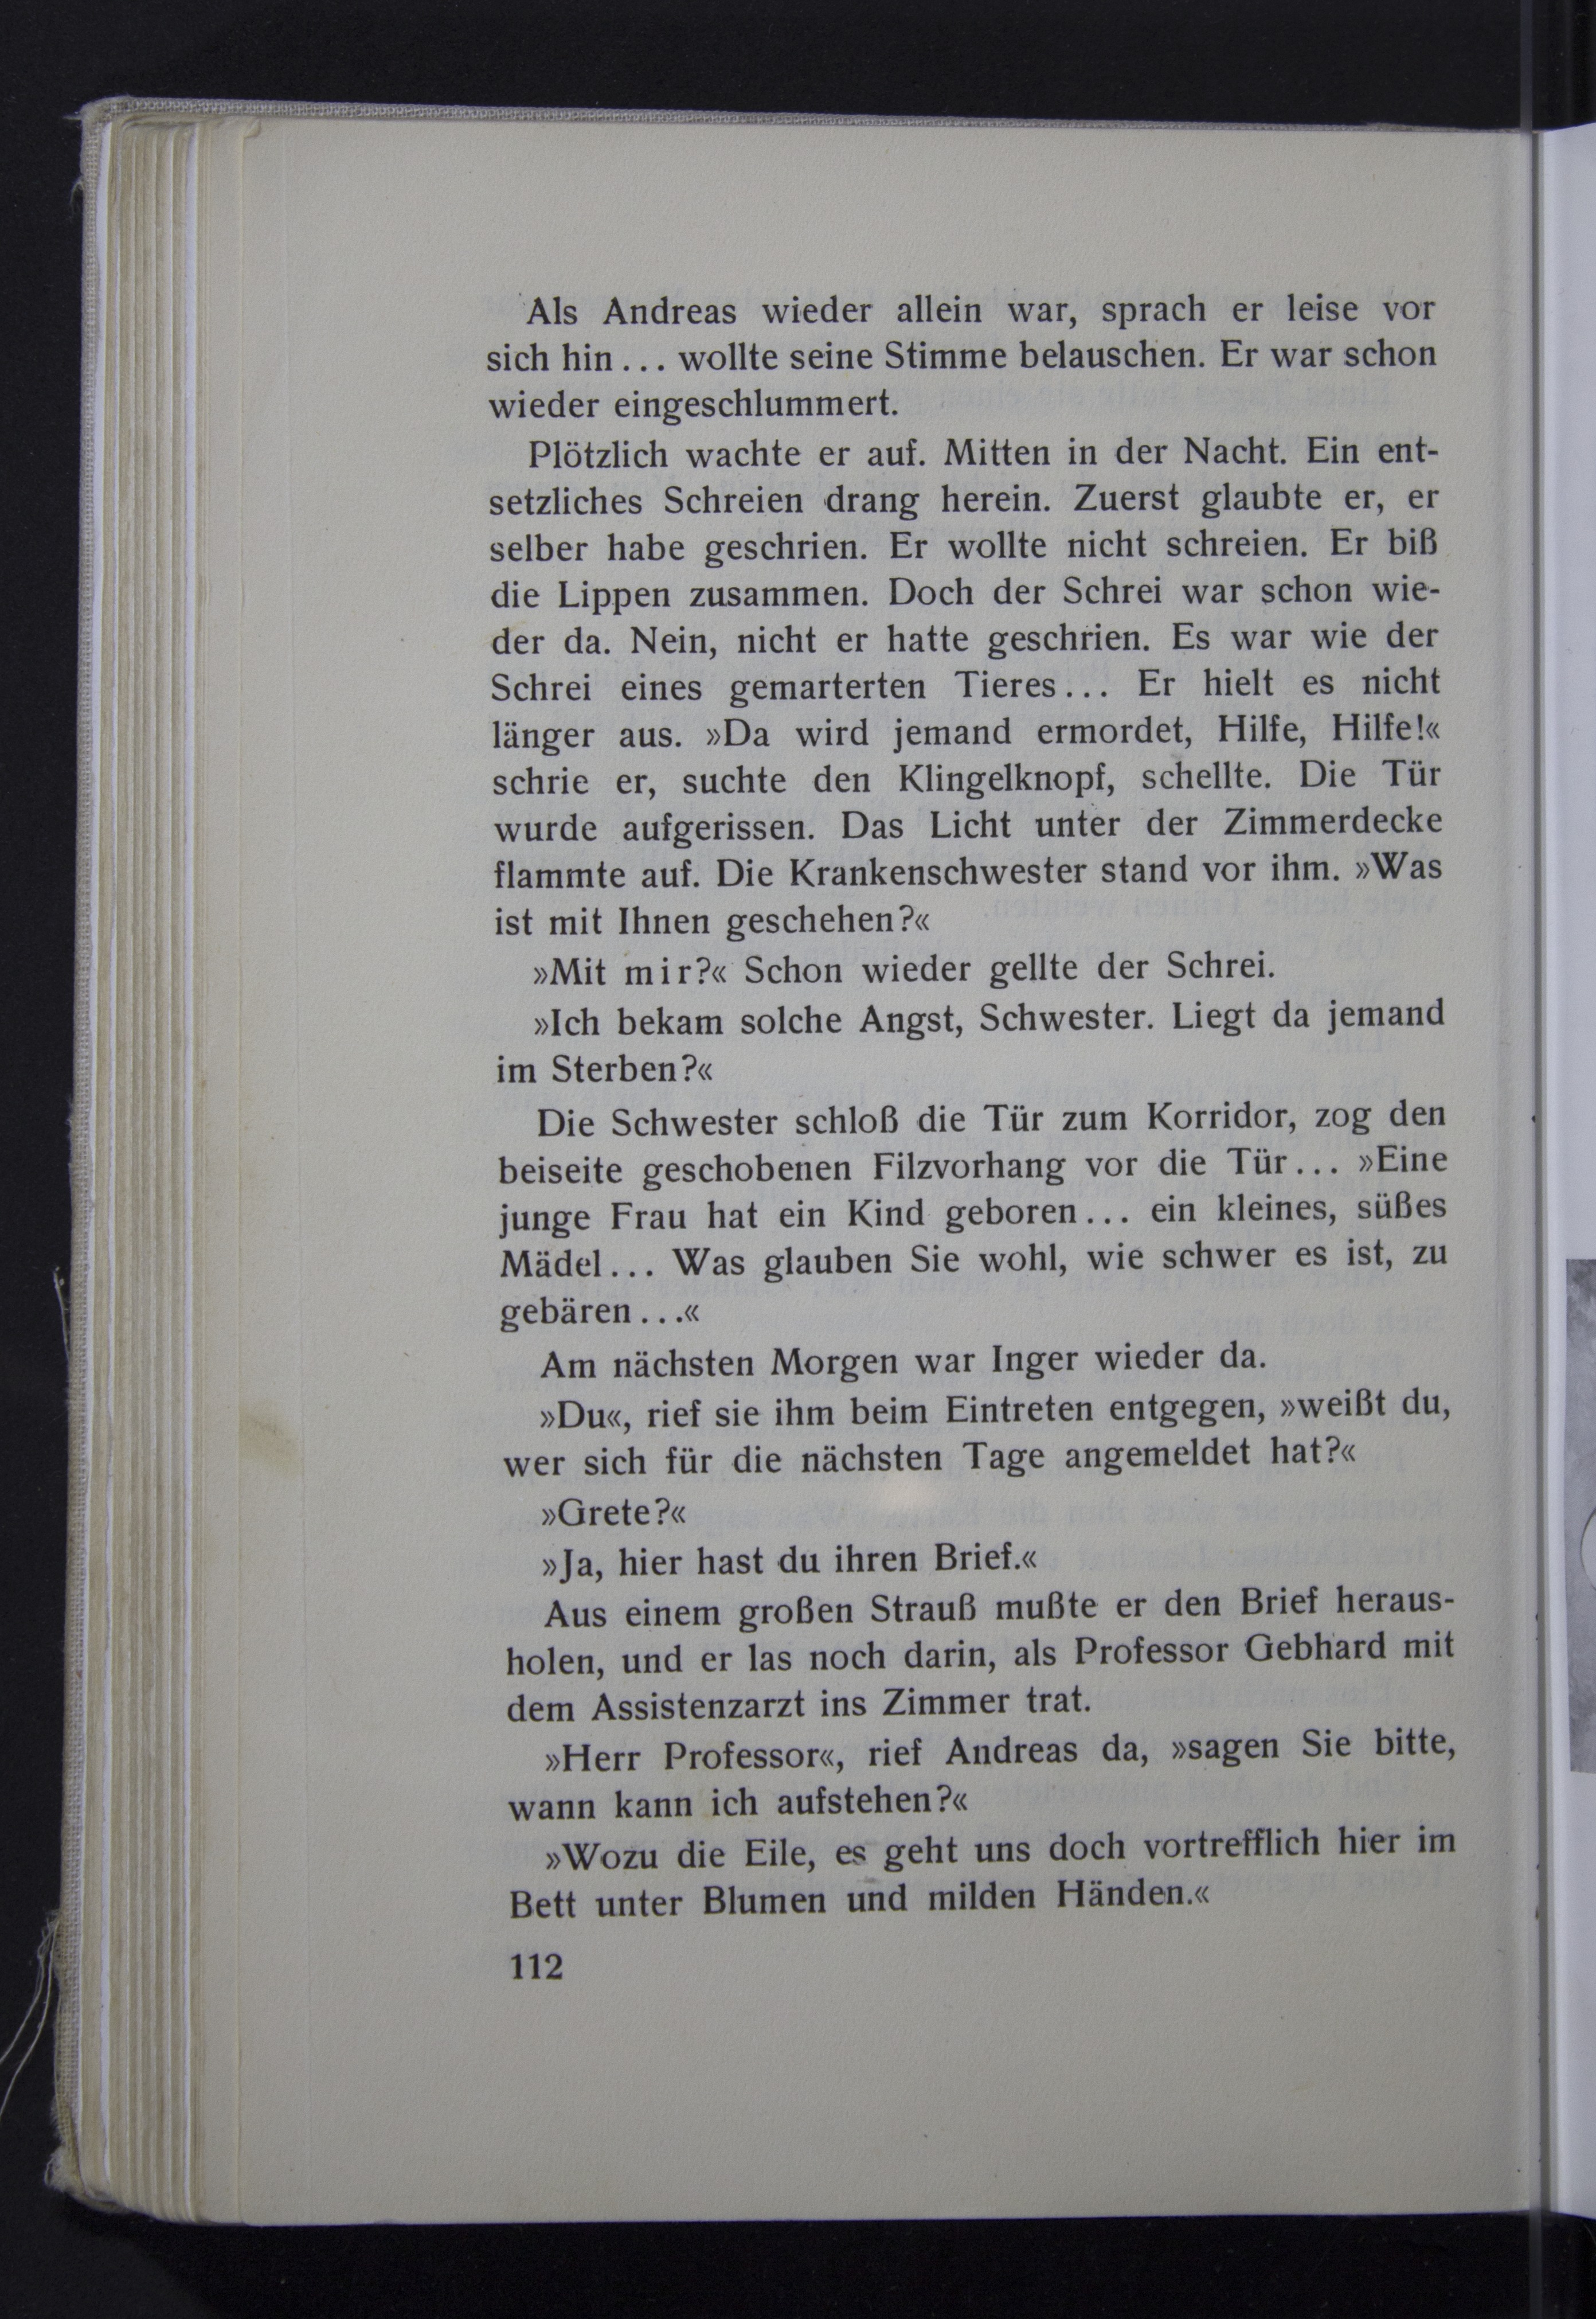 Als Andreas wieder allein war, sprach er leise vor
sich hin... wollte seine Stimme belauschen. Er war schon
wieder eingeschlummert.
Plötzlich wachte er auf. Mitten in der Nacht. Ein ent-
setzliches Schreien drang herein. Zuerst glaubte er, er
selber habe geschrien. Er wollte nicht schreien. Er biß
die Lippen zusammen. Doch der Schrei war schon wie-
der da. Nein, nicht er hatte geschrien. Es war wie der
Schrei eines gemarterten Tieres... Er hielt es nicht
länger aus. »Da wird jemand ermordet, Hilfe, Hilfe!«
schrie er, suchte den Klingelknopf, schellte. Die Tür
wurde aufgerissen. Das Licht unter der Zimmerdecke
flammte auf. Die Krankenschwester stand vor ihm. »Was
ist mit Ihnen geschehen?«
»Mit mir?« Schon wieder gellte der Schrei.
»Ich bekam solche Angst, Schwester. Liegt da jemand
im Sterben?«
Die Schwester schloß die Tür zum Korridor, zog den
beiseite geschobenen Filzvorhang vor die Tür... »Eine
junge Frau hat ein Kind geboren... ein kleines, süßes
Mädel... Was glauben Sie wohl, wie schwer es ist, zu
gebären...«
Am nächsten Morgen war Inger wieder da.
»Du«, rief sie ihm beim Eintreten entgegen, »weißt du,
wer sich für die nächsten Tage angemeldet hat?«
»Grete?«
»Ja, hier hast du ihren Brief.«
Aus einem großen Strauß mußte er den Brief heraus-
holen, und er las noch darin, als Professor Gebhard mit
dem Assistenzarzt ins Zimmer trat.
»Herr Professor«, rief Andreas da, »sagen Sie bitte,
wann kann ich aufstehen?«
»Wozu die Eile, es geht uns doch vortrefflich hier im
Bett unter Blumen und milden Händen.«
112